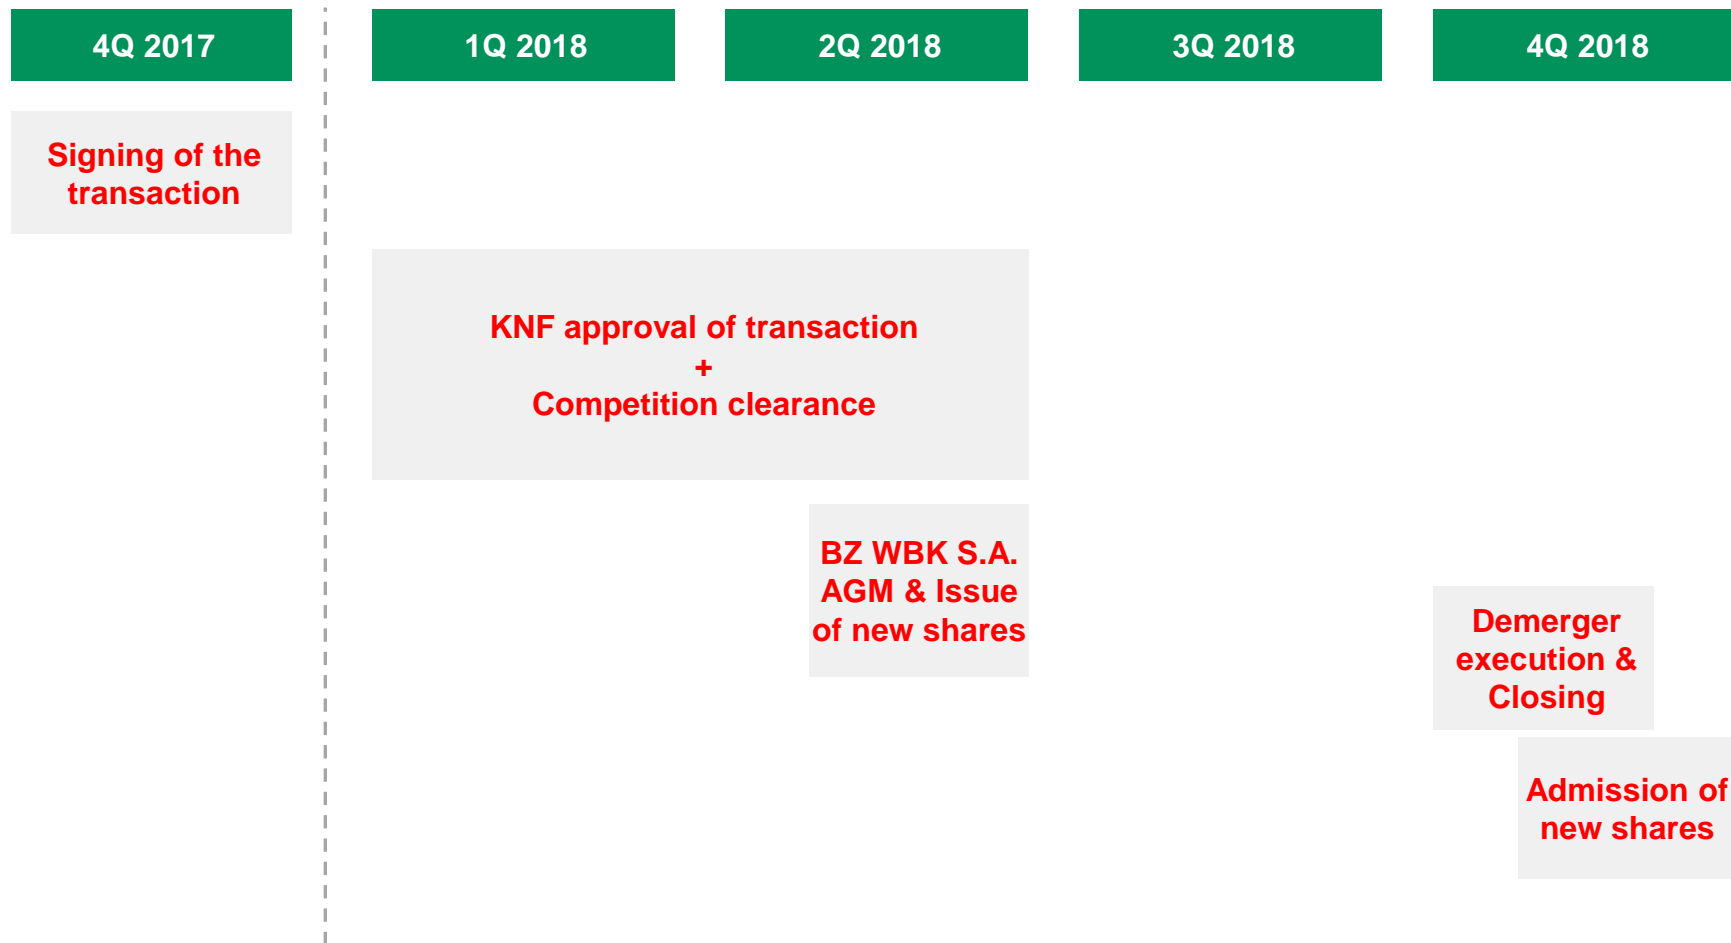 4Q 2017
1Q 2018
2Q 2018
3Q 2018
4Q 2018
Signing of the
transaction
KNF approval of transaction
+
Competition clearance
BZ WBK S.A.
AGM & Issue
of new shares
Demerger
execution &
Closing
Admission of
new shares